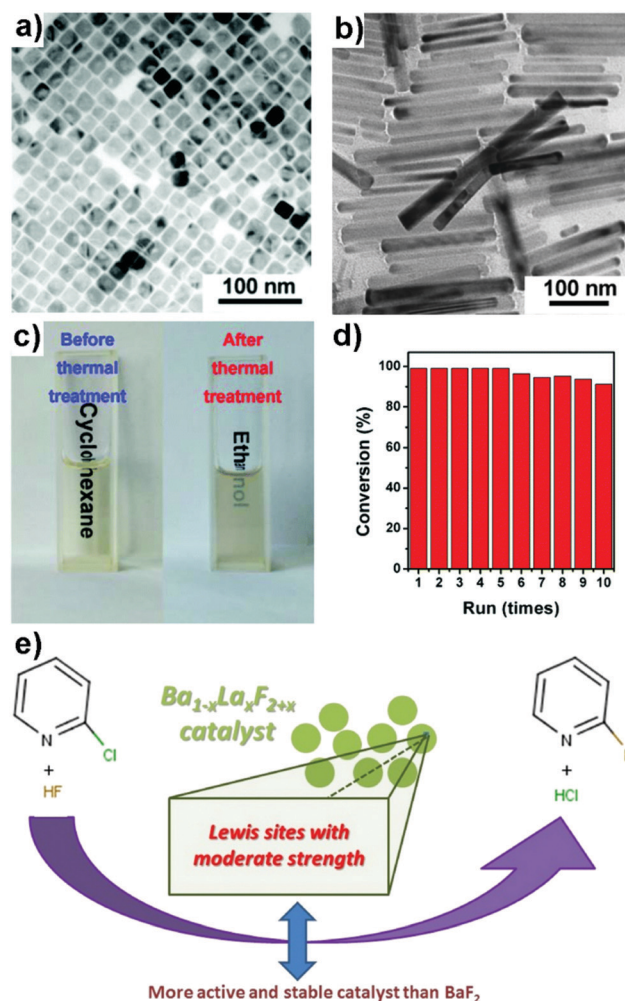 a)
100 nm
b)
100 nm
c)
Before
thermal
treatment
Cyclohexane
After
thermal
treatment
Ethanol
d)
Conversion (%)
100
80
60
40
20
0
1 2 3 4 5 6 7 8 9 10
Run (times)
e)
N
Cl
+
HF
Ba1-xLaxF2+x
catalyst
Lewis sites with
moderate strength
N
+
HCl
More active and stable catalyst than BaF2